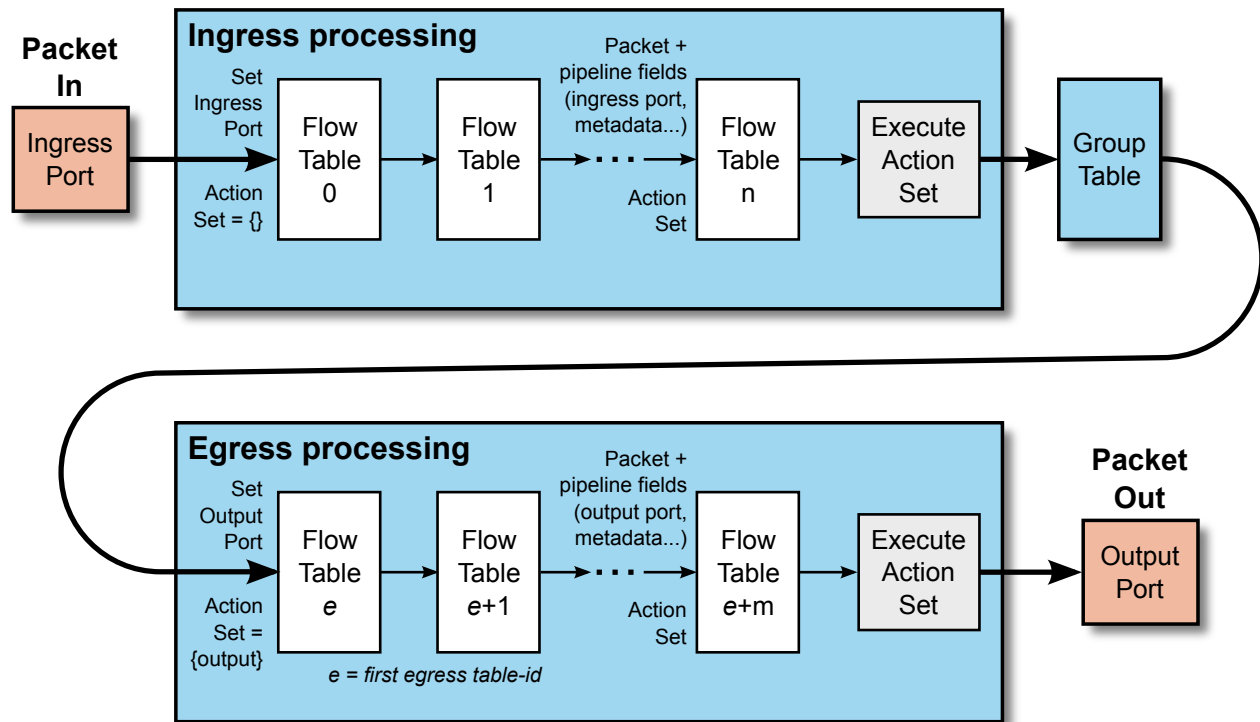 Ingress processing
Packet
In
Ingress
Port
Set
Ingress
Port
Action
Set = {}
Flow
Table
0
Flow
Table
1
Packet +
pipeline fields
(ingress port,
metadata...)
Action
Set
Flow
Table
n
Execute
Action
Set
Group
Table
Egress processing
Set
Output
Port
Action
Set =
{output}
Flow
Table
e
Flow
Table
e+1
Packet +
pipeline fields
(output port,
metadata...)
Action
Set
Flow
Table
e+m
Execute
Action
Set
Packet
Out
Output
Port
e = first egress table-id